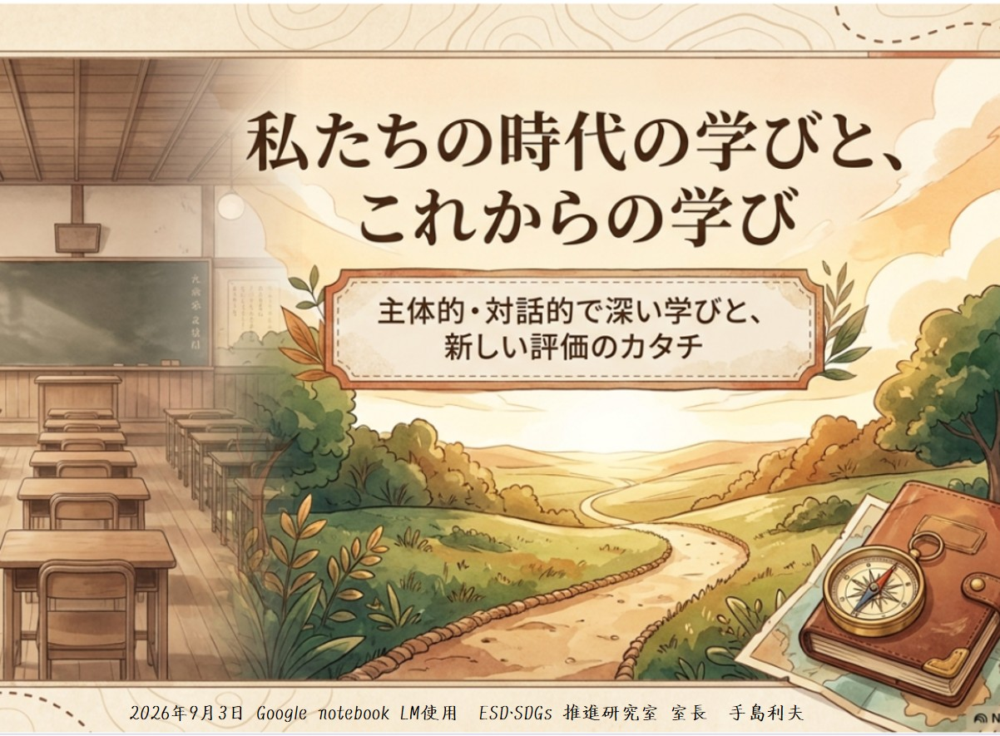 私たちの時代の学びと、
これからの学び
主体的・対話的で深い学びと、
新しい評価のカタチ
2026年9月3日 Google notebook LM使用 ESD·SDGs 推進研究室 室長 手島利夫